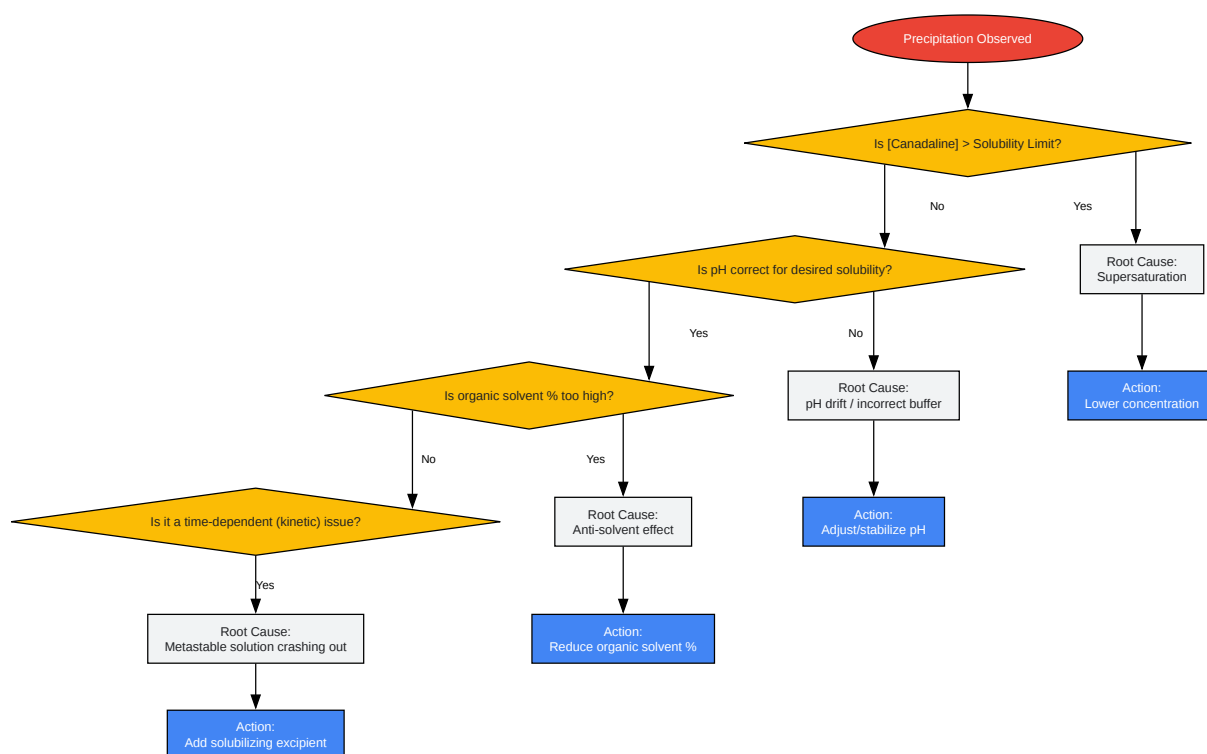 Precipitation Observed
Is [Canadaline] > Solubility Limit?
No
Yes
Root Cause:
Supersaturation
Action:
Lower concentration
Is pH correct for desired solubility?
Yes
No
Root Cause:
pH drift / incorrect buffer
Action:
Adjust/stabilize pH
Is organic solvent % too high?
No
Yes
Root Cause:
Anti-solvent effect
Action:
Reduce organic solvent %
Is it a time-dependent (kinetic) issue?
Yes
Root Cause:
Metastable solution crashing out
Action:
Add solubilizing excipient